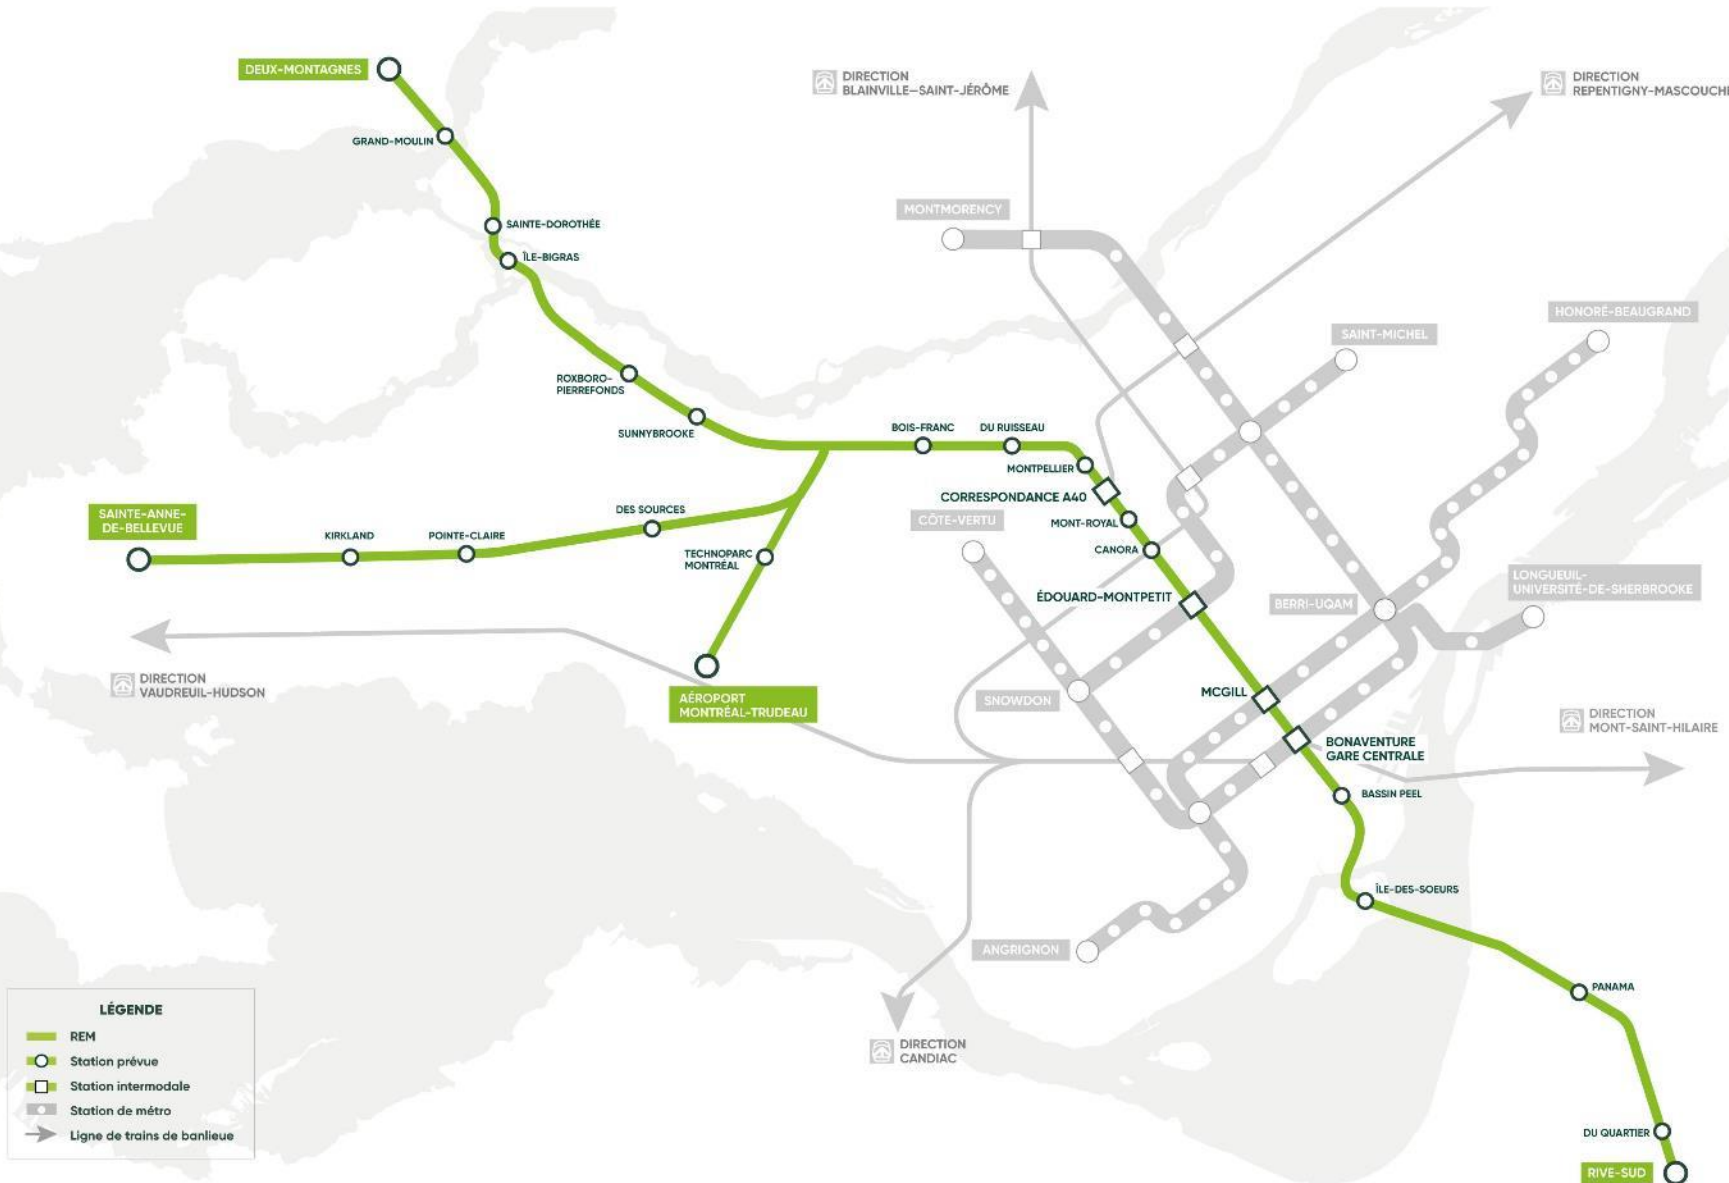 DEUX-MONTAGNES
GRAND-MOULIN
SAINTE-DOROTHÉE
ÎLE-BIGRAS
ROXBORO-
PIERREFONDS
SUNNYBROOKE
DIRECTION
BLAINVILLE—SAINT-JÉRÔME
DIRECTION
REPENTIGNY-MASCOUCHE
MONTMORENCY
SAINT-MICHEL
HONORÉ-BEAUGRAND
BOIS-FRANC
DU RUISSEAU
MONTPELLIER
CORRESPONDANCE A40
CÔTE-VERTU
MONT-ROYAL
CANORA
ÉDOUARD-MONTPETIT
SAINTE-ANNE-
DE-BELLEVUE
KIRKLAND
POINTE-CLAIRE
DES SOURCES
TECHNOPARC
MONTRÉAL
AÉROPORT
MONTRÉAL-TRUDEAU
DIRECTION
VAUDREUIL-HUDSON
LONGUEUIL-
UNIVERSITÉ-DE-SHERBROOKE
BERRI-UQAM
SNOWDON
MCGILL
BONAVENTURE
GARE CENTRALE
DIRECTION
MONT-SAINT-HILAIRE
BASSIN PEEL
ÎLE-DES-SOEURS
ANGRIGNON
PANAMA
DIRECTION
CANDIAC
DU QUARTIER
RIVE-SUD
LÉGENDE
REM
Station prévue
Station intermodale
Station de métro
Ligne de trains de banlieue